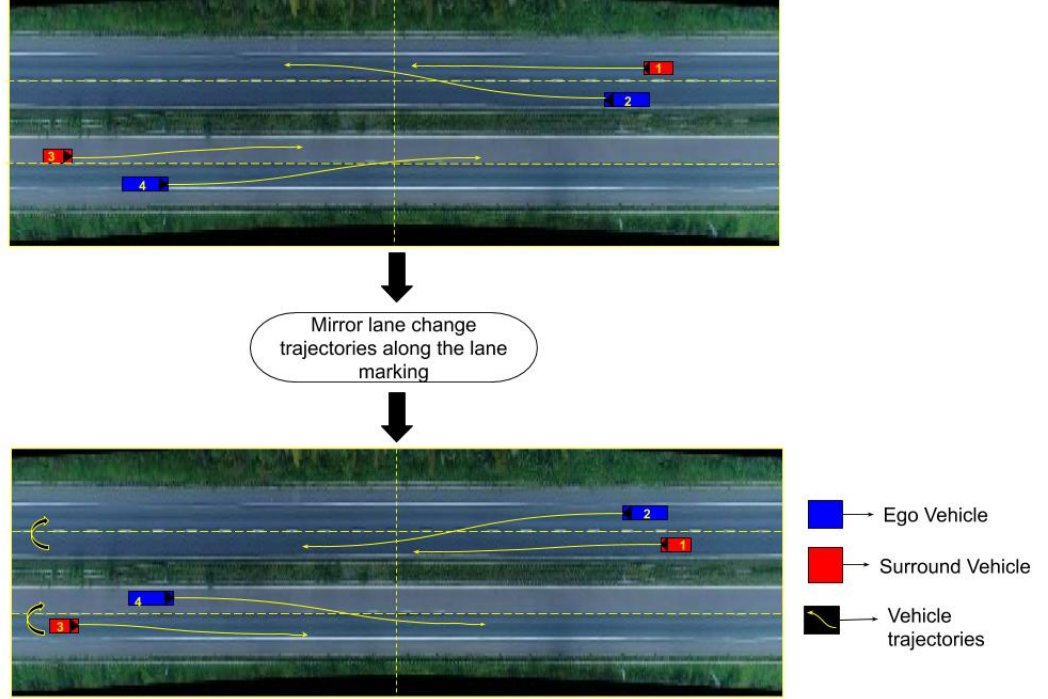 1
2
3
4
Mirror lane change
trajectories along the lane
marking
2
1
4
3
Ego Vehicle
Surround Vehicle
Vehicle
trajectories